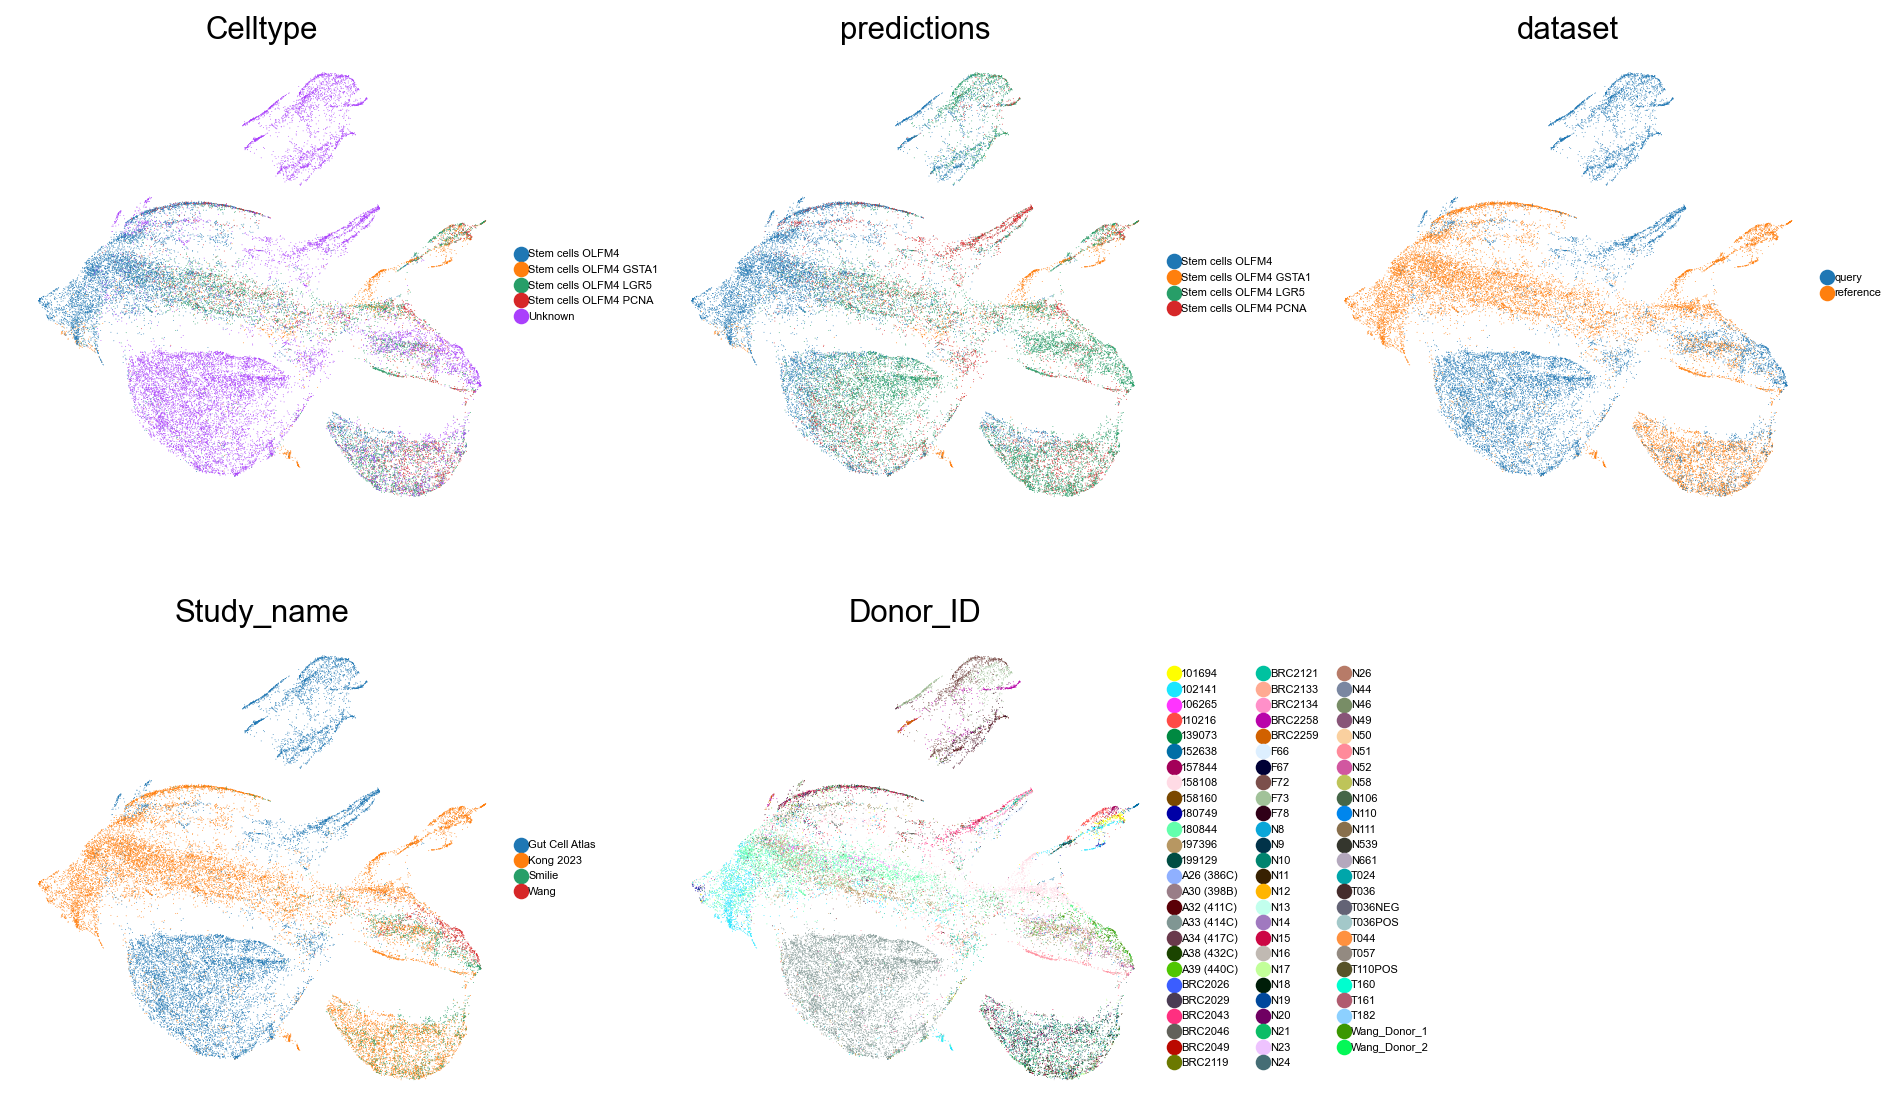 Celltype
Stem cells OLFM4
Stem cells OLFM4 GSTA1
Stem cells OLFM4 LGR5
Stem cells OLFM4 PCNA
Unknown
predictions
Stem cells OLFM4
Stem cells OLFM4 GSTA1
Stem cells OLFM4 LGR5
Stem cells OLFM4 PCNA
dataset
query
reference
Study_name
Gut Cell Atlas
Kong 2023
Smilie
Wang
Donor_ID
101694
102141
106265
110216
139073
152638
157844
158108
158160
180749
180844
197396
199129
A26 (386C)
A30 (398B)
A32 (411C)
A33 (414C)
A34 (417C)
A38 (432C)
A39 (440C)
BRC2026
BRC2029
BRC2043
BRC2046
BRC2049
BRC2119
BRC2121
BRC2133
BRC2134
BRC2258
BRC2259
F66
F67
F72
F73
F78
N8
N9
N10
N11
N12
N13
N14
N15
N16
N17
N18
N19
N20
N21
N23
N24
N26
N44
N46
N49
N50
N51
N52
N58
N106
N110
N111
N539
N661
T024
T036
T036NEG
T036POS
T044
T057
T110POS
T160
T161
T182
Wang_Donor_1
Wang_Donor_2